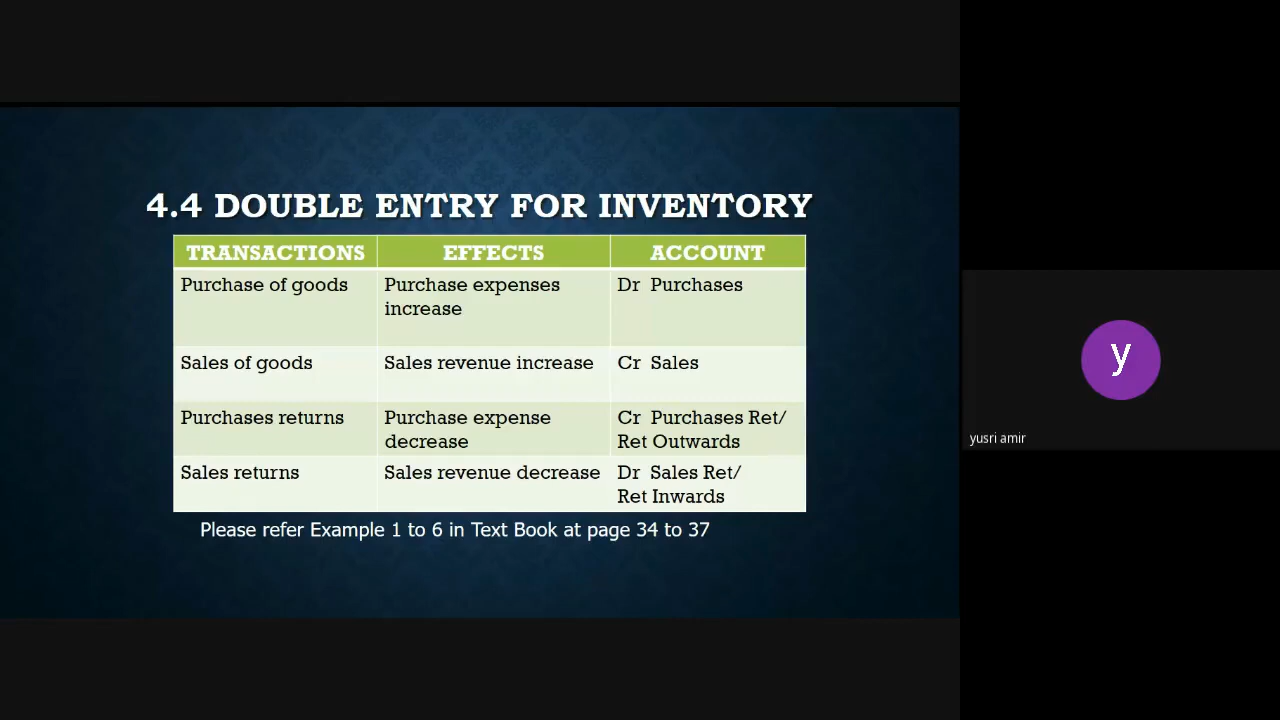 4.4 DOUBLE ENTRY FOR INVENTORY
TRANSACTIONS EFFECTS ACCOUNT
Purchase of goods Purchase expenses increase Dr Purchases
Sales of goods Sales revenue increase Cr Sales
Purchases returns Purchase expense decrease Cr Purchases Ret/ Ret Outwards
Sales returns Sales revenue decrease Dr Sales Ret/ Ret Inwards
Please refer Example 1 to 6 in Text Book at page 34 to 37
y
yusri amir